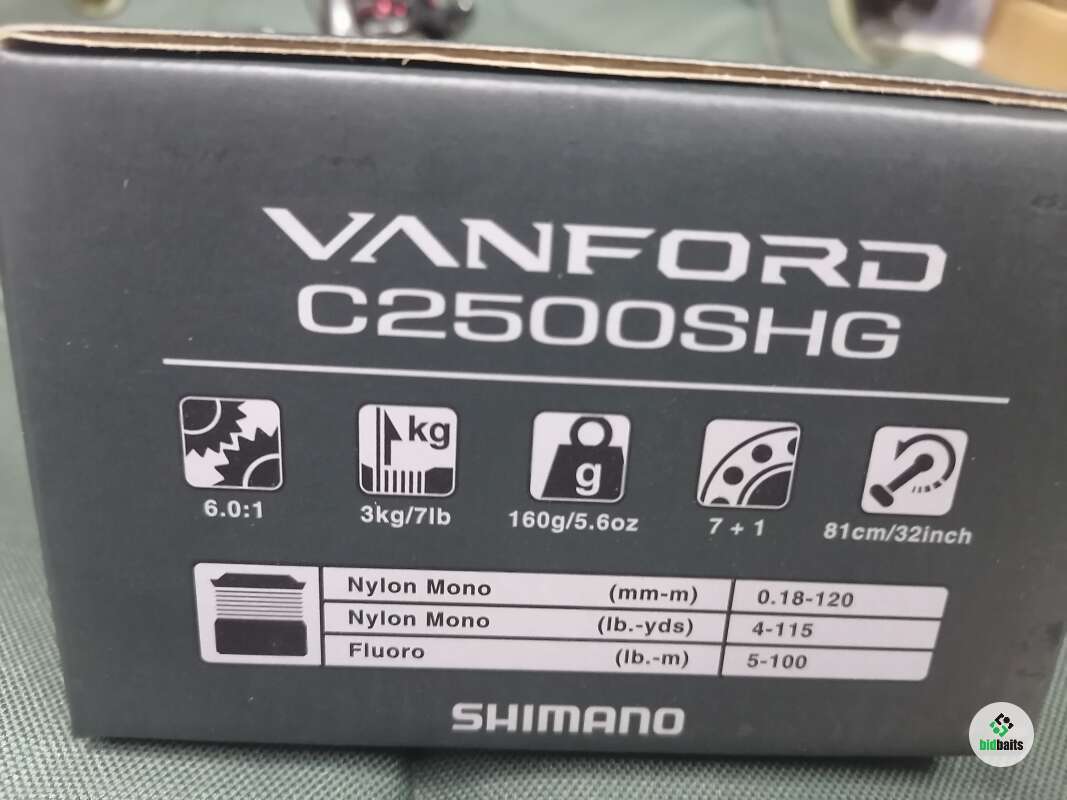 VANFORD
C2500SHG
kg
g
6.0:1 3kg/7lb 160g/5.6oz 7 + 1 81cm/32inch
Nylon Mono (mm-m) 0.18-120
Nylon Mono (lb.-yds) 4-115
Fluoro (lb.-m) 5-100
SHIMANO
bidbaits